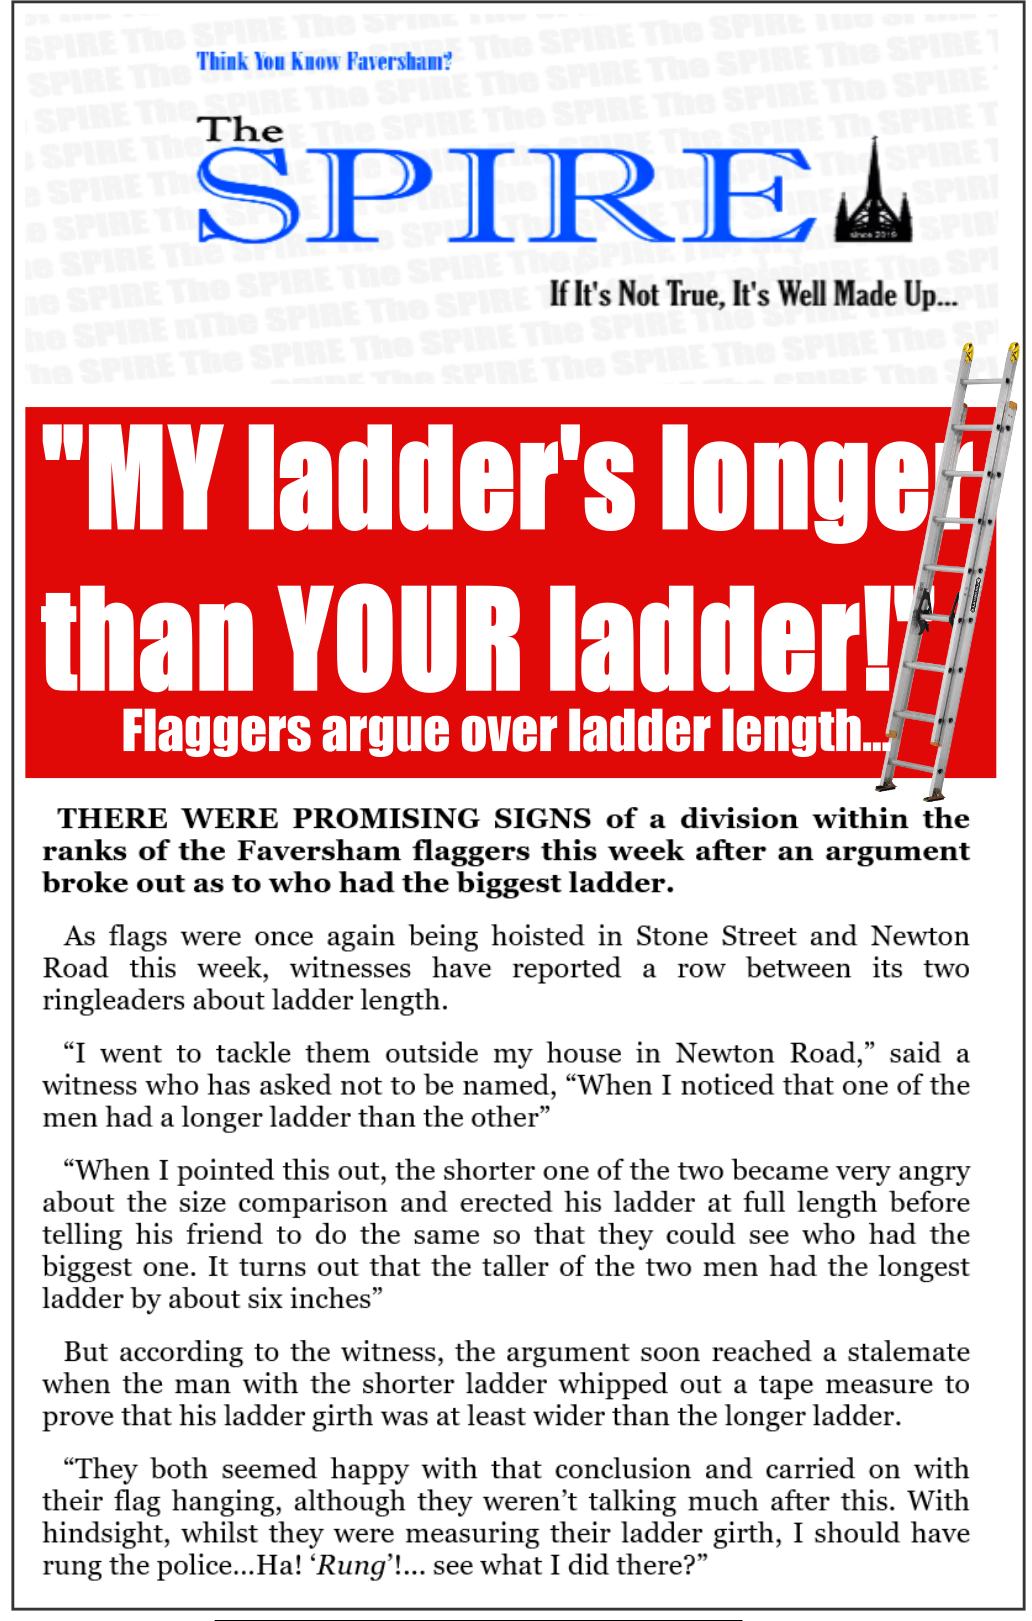 Think You Know Faversham?
The
SPIRE
since 2019
If It's Not True, It's Well Made Up...
"MY ladder's longer
than YOUR ladder!"
Flaggers argue over ladder length...
THERE WERE PROMISING SIGNS of a division within the
ranks of the Faversham flaggers this week after an argument
broke out as to who had the biggest ladder.
As flags were once again being hoisted in Stone Street and Newton
Road this week, witnesses have reported a row between its two
ringleaders about ladder length.
“I went to tackle them outside my house in Newton Road,” said a
witness who has asked not to be named, “When I noticed that one of the
men had a longer ladder than the other”
“When I pointed this out, the shorter one of the two became very angry
about the size comparison and erected his ladder at full length before
telling his friend to do the same so that they could see who had the
biggest one. It turns out that the taller of the two men had the longest
ladder by about six inches”
But according to the witness, the argument soon reached a stalemate
when the man with the shorter ladder whipped out a tape measure to
prove that his ladder girth was at least wider than the longer ladder.
“They both seemed happy with that conclusion and carried on with
their flag hanging, although they weren’t talking much after this. With
hindsight, whilst they were measuring their ladder girth, I should have
rung the police...Ha! ‘Rung’!... see what I did there?”